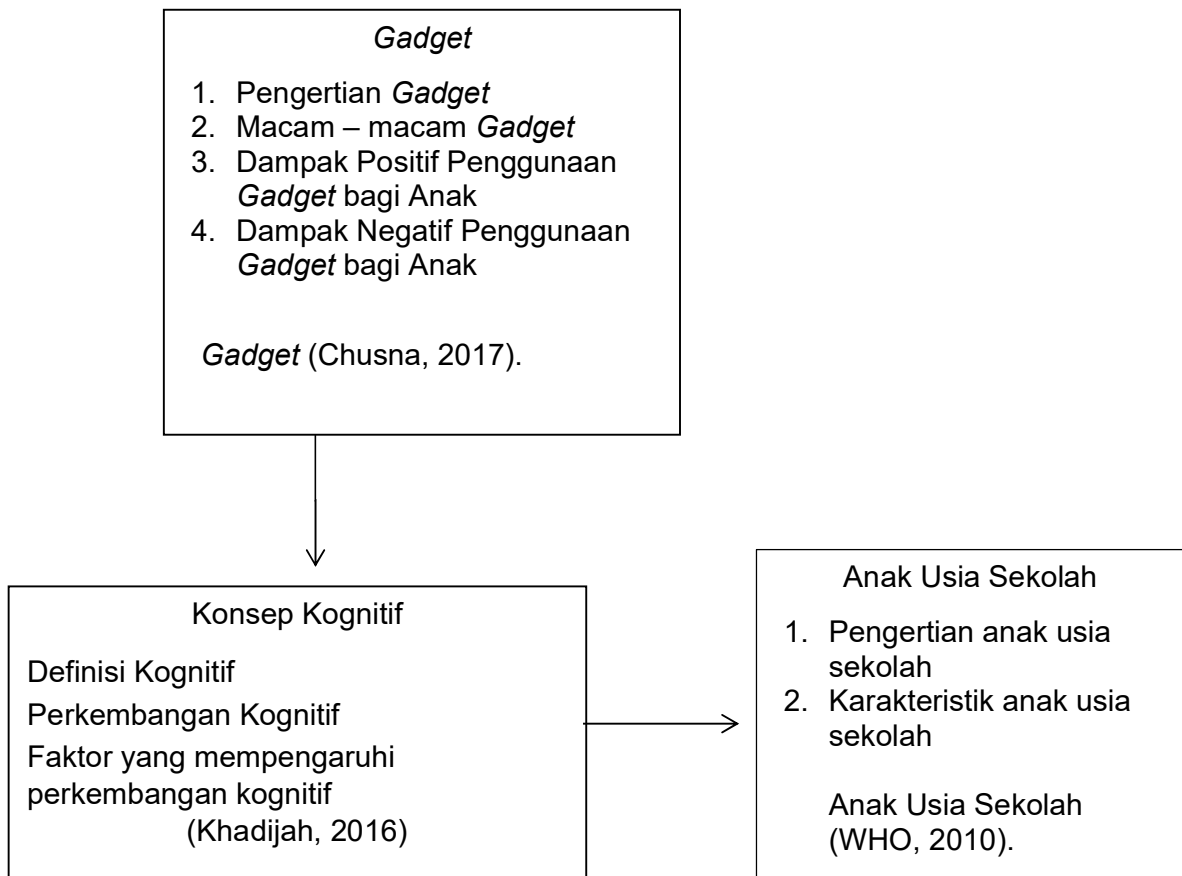 Gadget
1. Pengertian Gadget
2. Macam – macam Gadget
3. Dampak Positif Penggunaan
Gadget bagi Anak
4. Dampak Negatif Penggunaan
Gadget bagi Anak
Gadget (Chusna, 2017).
Konsep Kognitif
Definisi Kognitif
Perkembangan Kognitif
Faktor yang mempengaruhi
perkembangan kognitif
(Khadijah, 2016)
Anak Usia Sekolah
1. Pengertian anak usia
sekolah
2. Karakteristik anak usia
sekolah
Anak Usia Sekolah
(WHO, 2010).